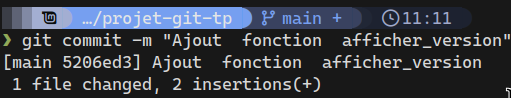 …/projet-git-tp main + 11:11
❯ git commit -m "Ajout  fonction  afficher_version"
[main 5206ed3] Ajout  fonction  afficher_version
 1 file changed, 2 insertions(+)